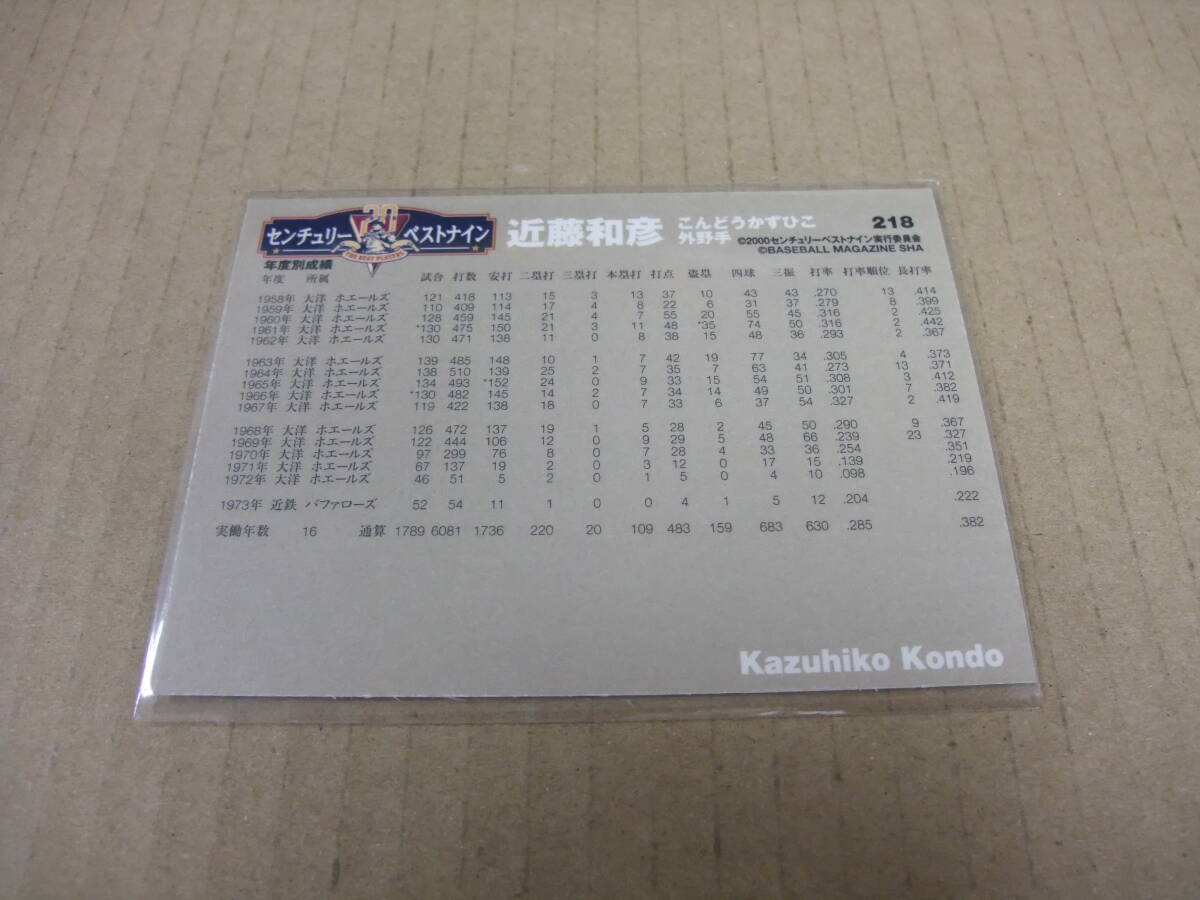 20
センチュリー ベストナイン
THE BEST PLAYERS
近藤和彦 こんどうかずひこ 218
外野手 ©2000センチュリーベストナイン実行委員会
©BASEBALL MAGAZINE SHA
年度別成績
年度 所属 試合 打数 安打 二塁打 三塁打 本塁打 打点 盗塁 四球 三振 打率 打率順位 長打率
1958年 大洋 ホエールズ 121 418 113 15 3 13 37 10 43 43 .270 13 .414
1959年 大洋 ホエールズ 110 409 114 17 4 8 22 6 31 37 .279 8 .399
1960年 大洋 ホエールズ 128 459 145 21 4 7 55 20 55 45 .316 2 .425
1961年 大洋 ホエールズ *130 475 150 21 3 11 48 *35 74 50 .316 2 .442
1962年 大洋 ホエールズ 130 471 138 11 0 8 38 15 48 36 .293 2 .367
1963年 大洋 ホエールズ 139 485 148 10 1 7 42 19 77 34 .305 4 .373
1964年 大洋 ホエールズ 138 510 139 25 2 7 35 7 63 41 .273 13 .371
1965年 大洋 ホエールズ 134 493 *152 24 0 9 33 15 54 51 .308 3 .412
1966年 大洋 ホエールズ *130 482 145 14 2 7 34 14 49 50 .301 7 .382
1967年 大洋 ホエールズ 119 422 138 18 0 7 33 6 37 54 .327 2 .419
1968年 大洋 ホエールズ 126 472 137 19 1 5 28 2 45 50 .290 9 .367
1969年 大洋 ホエールズ 122 444 106 12 0 9 29 5 48 66 .239 23 .327
1970年 大洋 ホエールズ 97 299 76 8 0 7 28 4 33 36 .254 .351
1971年 大洋 ホエールズ 67 137 19 2 0 3 12 0 17 15 .139 .219
1972年 大洋 ホエールズ 46 51 5 2 0 1 5 0 4 10 .098 .196
1973年 近鉄 バファローズ 52 54 11 1 0 0 4 1 5 12 .204 .222
実働年数 16 通算 1789 6081 1736 220 20 109 483 159 683 630 .285 .382
Kazuhiko Kondo